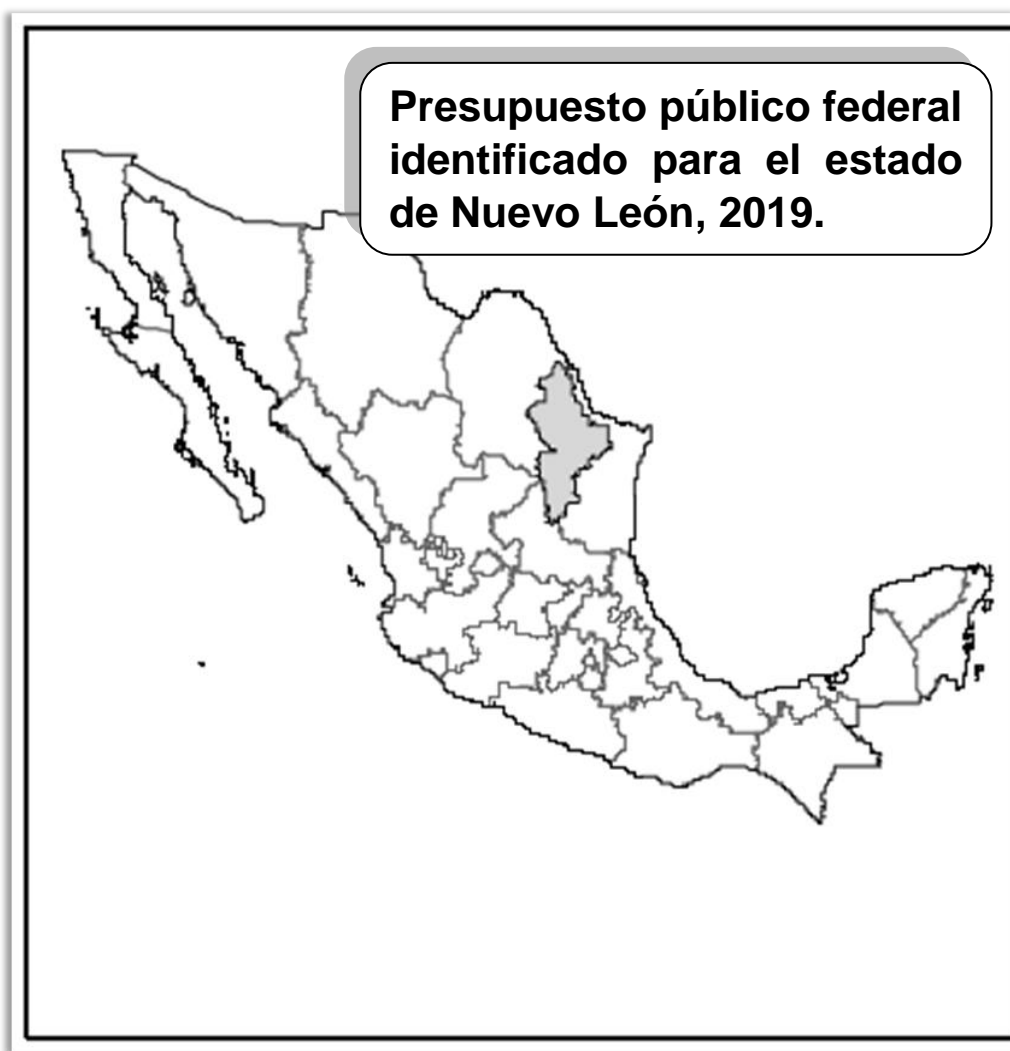 Presupuesto público federal
identificado para el estado
de Nuevo León, 2019.